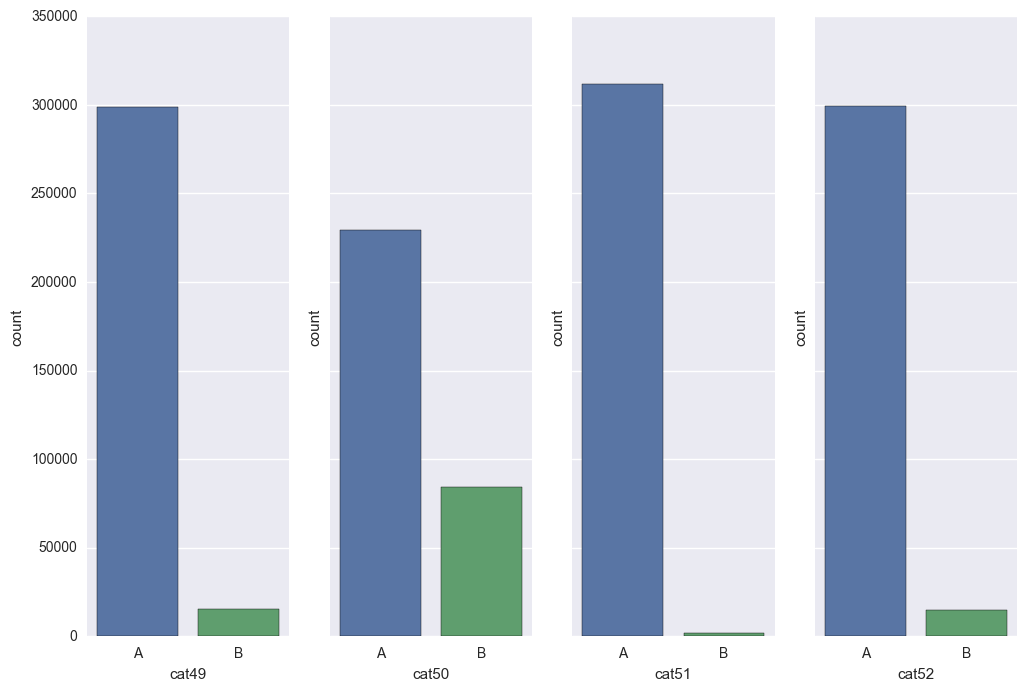 350000
300000
250000
200000
150000
100000
50000
0
count
count
count
count
A B A B A B A B
cat49 cat50 cat51 cat52